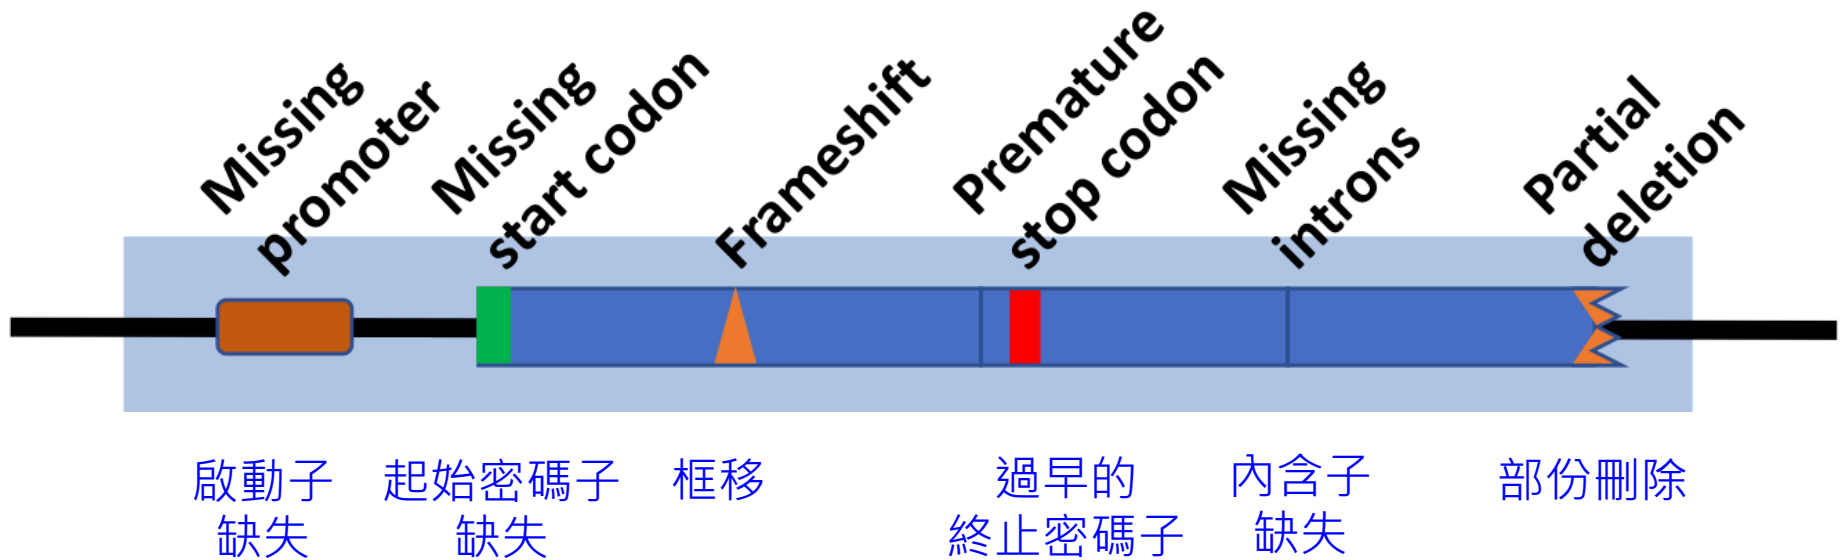 Missing
promoter
Missing
start codon
Frameshift
Premature
stop codon
Missing
introns
Partial
deletion
啟動子
缺失
起始密碼子
缺失
框移
過早的
終止密碼子
內含子
缺失
部份刪除